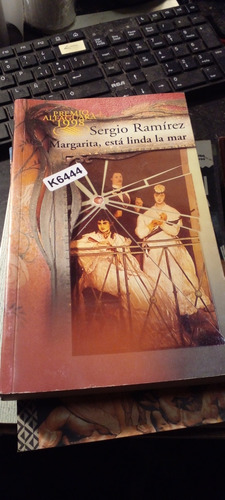 PREMIO
ALFAGUARA
1998
Sergio Ramírez
Margarita, está linda la mar
K6444